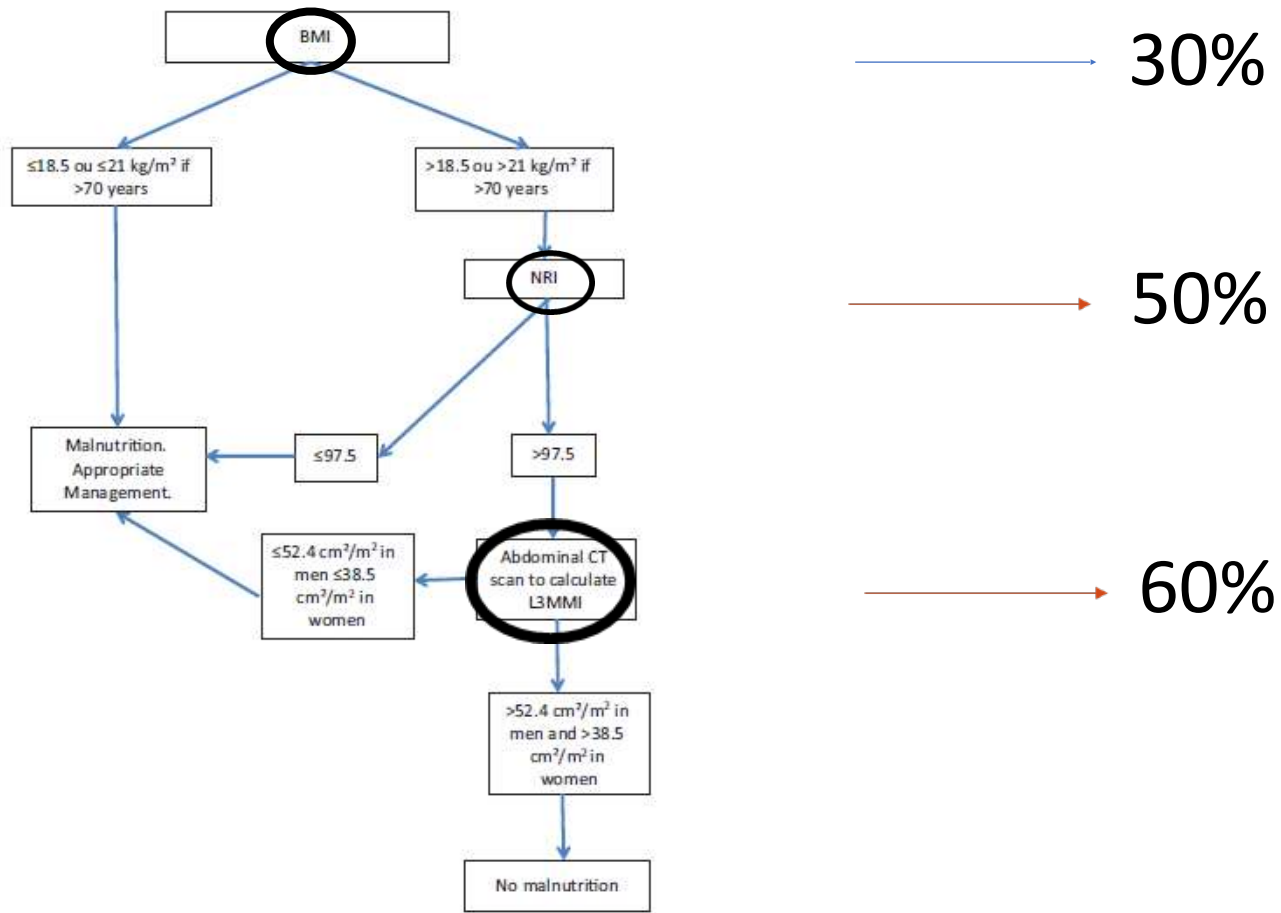 BMI
30%
≤18.5 ou ≤21 kg/m² if
>70 years
>18.5 ou >21 kg/m² if
>70 years
NRI
50%
Malnutrition.
Appropriate
Management.
≤97.5
>97.5
≤52.4 cm²/m² in
men ≤38.5
cm²/m² in
women
Abdominal CT
scan to calculate
L3MMI
60%
>52.4 cm²/m² in
men and >38.5
cm²/m² in
women
No malnutrition